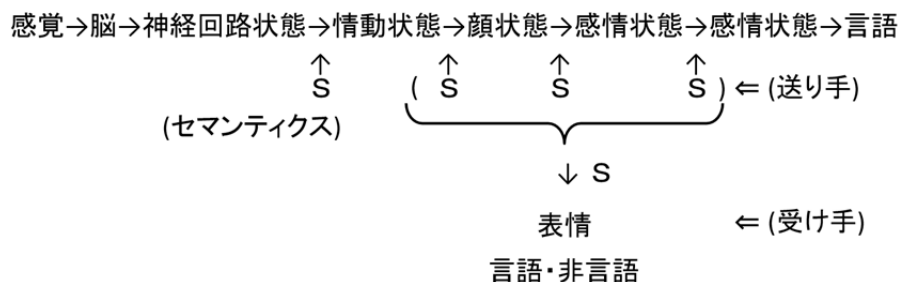 感覚→脳→神経回路状態→情動状態→顔状態→感情状態→感情状態→言語
↑ ↑ ↑ ↑
S ( S S S ) ⇐ (送り手)
(セマンティクス)
↓ S
表情 ⇐ (受け手)
言語・非言語